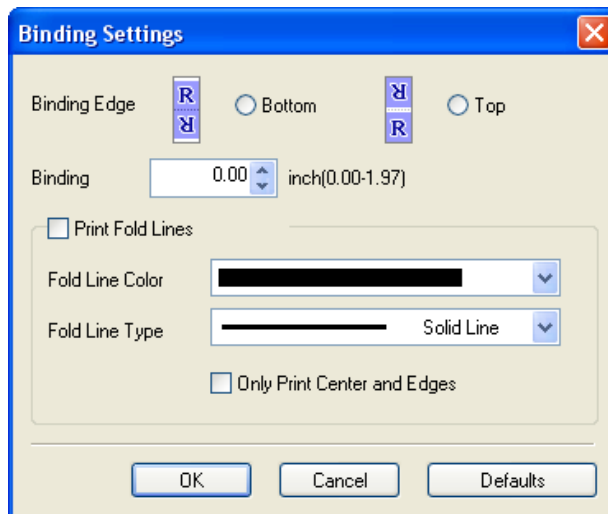 Binding Settings
Binding Edge R R Bottom R R Top
Binding 0.00 inch(0.00-1.97)
Print Fold Lines
Fold Line Color
Fold Line Type Solid Line
Only Print Center and Edges
OK Cancel Defaults